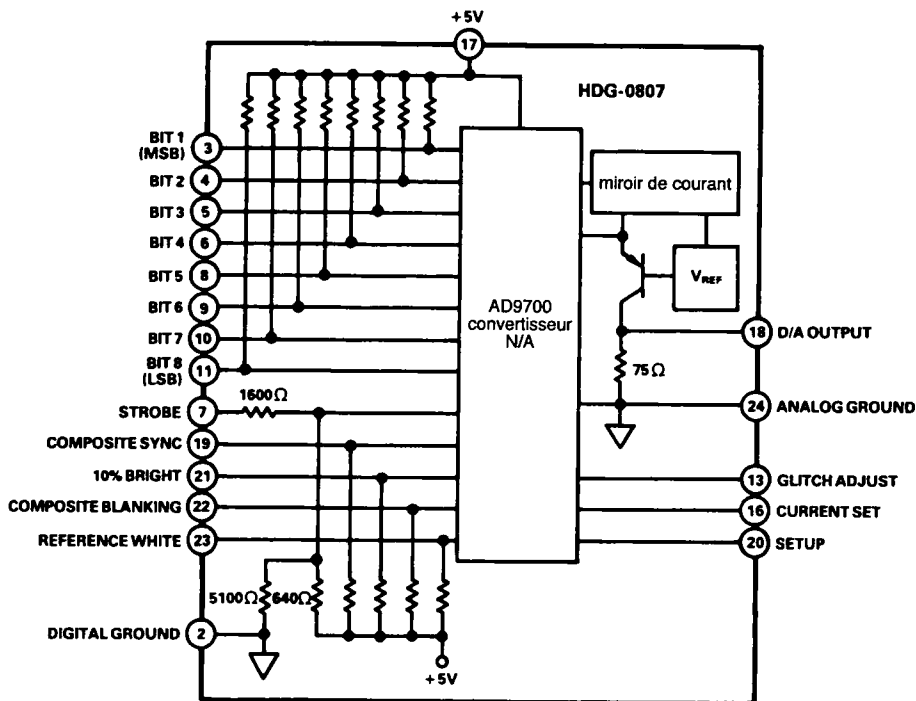 +5V
17
HDG-0807
BIT 1
(MSB)
3
BIT 2
4
BIT 3
5
BIT 4
6
BIT 5
8
BIT 6
9
BIT 7
10
BIT 8
(LSB)
11
STROBE
7
1600Ω
COMPOSITE SYNC
19
10% BRIGHT
21
COMPOSITE BLANKING
22
REFERENCE WHITE
23
5100Ω
640Ω
DIGITAL GROUND
2
+5V
AD9700
convertisseur
N/A
miroir de courant
VREF
18
D/A OUTPUT
75Ω
24
ANALOG GROUND
13
GLITCH ADJUST
16
CURRENT SET
20
SETUP